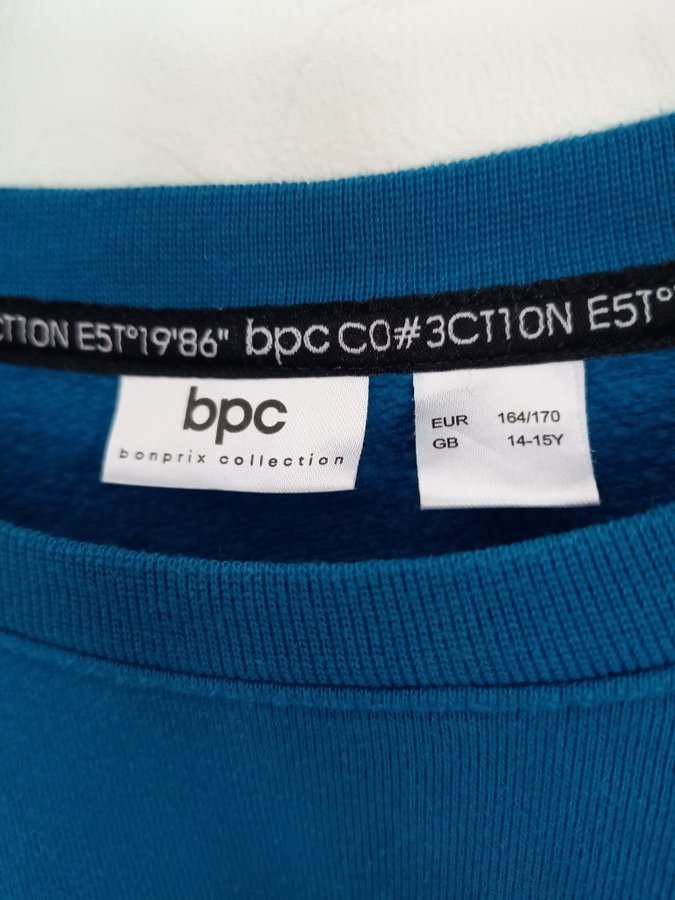 CTION E5T°19'86" bpc C0#3CT1ON E5T°
bpc
bonprix collection
EUR 164/170
GB 14-15Y